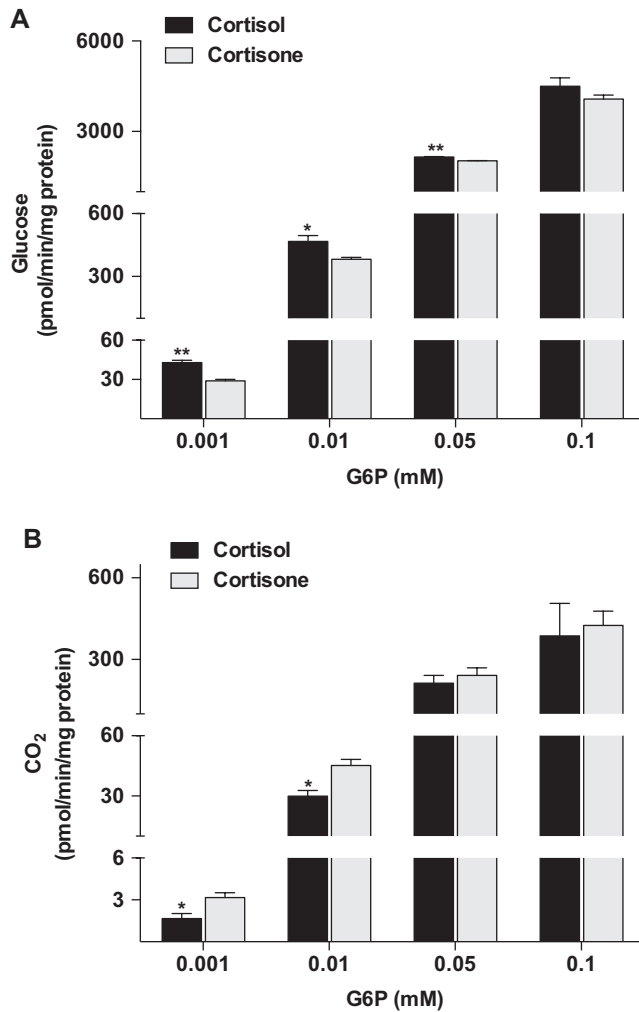 A
Cortisol
Cortisone
6000
3000
600
300
60
30
Glucose
(pmol/min/mg protein)
**
*
**
0.001 0.01 0.05 0.1
G6P (mM)
B
Cortisol
Cortisone
600
300
60
30
6
3
CO₂
(pmol/min/mg protein)
*
*
0.001 0.01 0.05 0.1
G6P (mM)